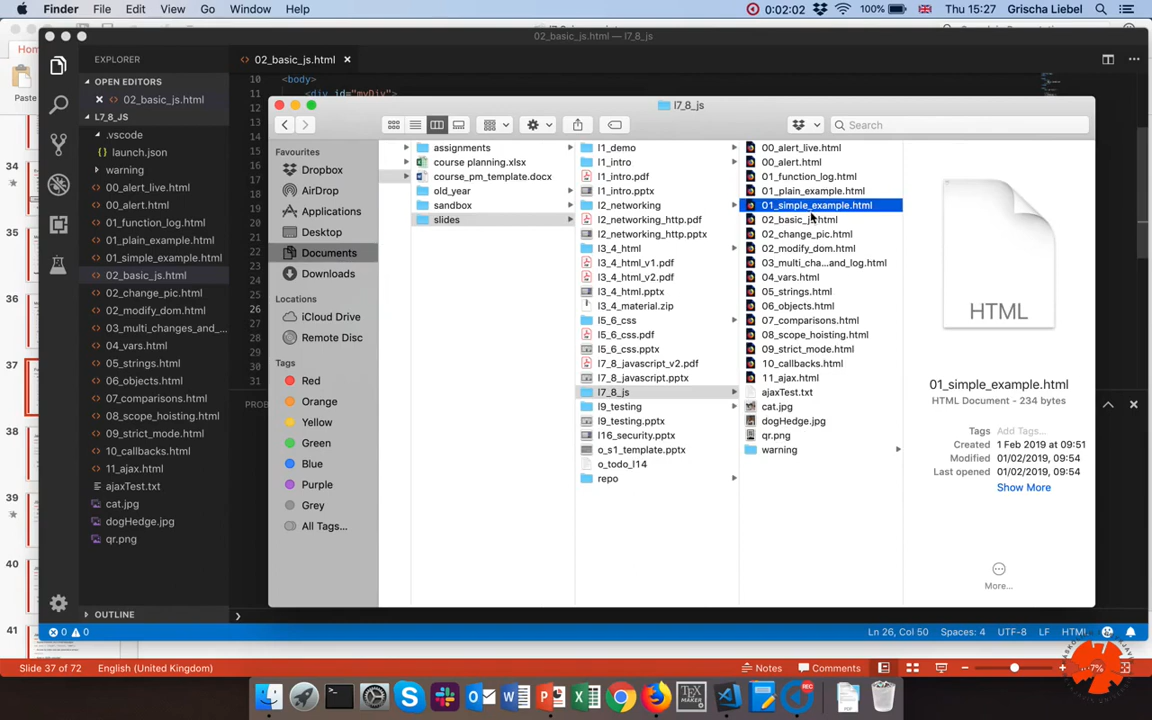 Finder File Edit View Go Window Help
0:02:02 100% Thu 15:27 Grischa Liebel
02_basic_js.html — l7_8_js
Paste
34
35
36
37
38
39
40
41
EXPLORER
OPEN EDITORS
02_basic_js.html
L7_8_JS
.vscode
launch.json
warning
00_alert_live.html
00_alert.html
01_function_log.html
01_plain_example.html
01_simple_example.html
02_basic_js.html
02_change_pic.html
02_modify_dom.html
03_multi_changes_and_...
04_vars.html
05_strings.html
06_objects.html
07_comparisons.html
08_scope_hoisting.html
09_strict_mode.html
10_callbacks.html
11_ajax.html
ajaxTest.txt
cat.jpg
dogHedge.jpg
qr.png
OUTLINE
02_basic_js.html
10 <body>
11 <div id="myDiv">
12
13
14
15
16
17
18
19
20
21
22
23
24
25
26
27
28
29
30
31
l7_8_js
Search
Favourites
Dropbox
AirDrop
Applications
Desktop
Documents
Downloads
Locations
iCloud Drive
Remote Disc
Tags
Red
Orange
Yellow
Green
Blue
Purple
Grey
All Tags...
assignments
course planning.xlsx
course_pm_template.docx
old_year
sandbox
slides
l1_demo
l1_intro
l1_intro.pdf
l1_intro.pptx
l2_networking
l2_networking_http.pdf
l2_networking_http.pptx
l3_4_html
l3_4_html_v1.pdf
l3_4_html_v2.pdf
l3_4_html.pptx
l3_4_material.zip
l5_6_css
l5_6_css.pdf
l5_6_css.pptx
l7_8_javascript_v2.pdf
l7_8_javascript.pptx
l7_8_js
l9_testing
l9_testing.pptx
l16_security.pptx
o_s1_template.pptx
o_todo_l14
repo
00_alert_live.html
00_alert.html
01_function_log.html
01_plain_example.html
01_simple_example.html
02_basic_js.html
02_change_pic.html
02_modify_dom.html
03_multi_cha...and_log.html
04_vars.html
05_strings.html
06_objects.html
07_comparisons.html
08_scope_hoisting.html
09_strict_mode.html
10_callbacks.html
11_ajax.html
ajaxTest.txt
cat.jpg
dogHedge.jpg
qr.png
warning
HTML
01_simple_example.html
HTML Document - 234 bytes
Tags Add Tags...
Created 1 Feb 2019 at 09:51
Modified 01/02/2019, 09:54
Last opened 01/02/2019, 09:54
Show More
More...
0 0 Ln 26, Col 50 Spaces: 4 UTF-8 LF HTML
Slide 37 of 72 English (United Kingdom) Notes Comments